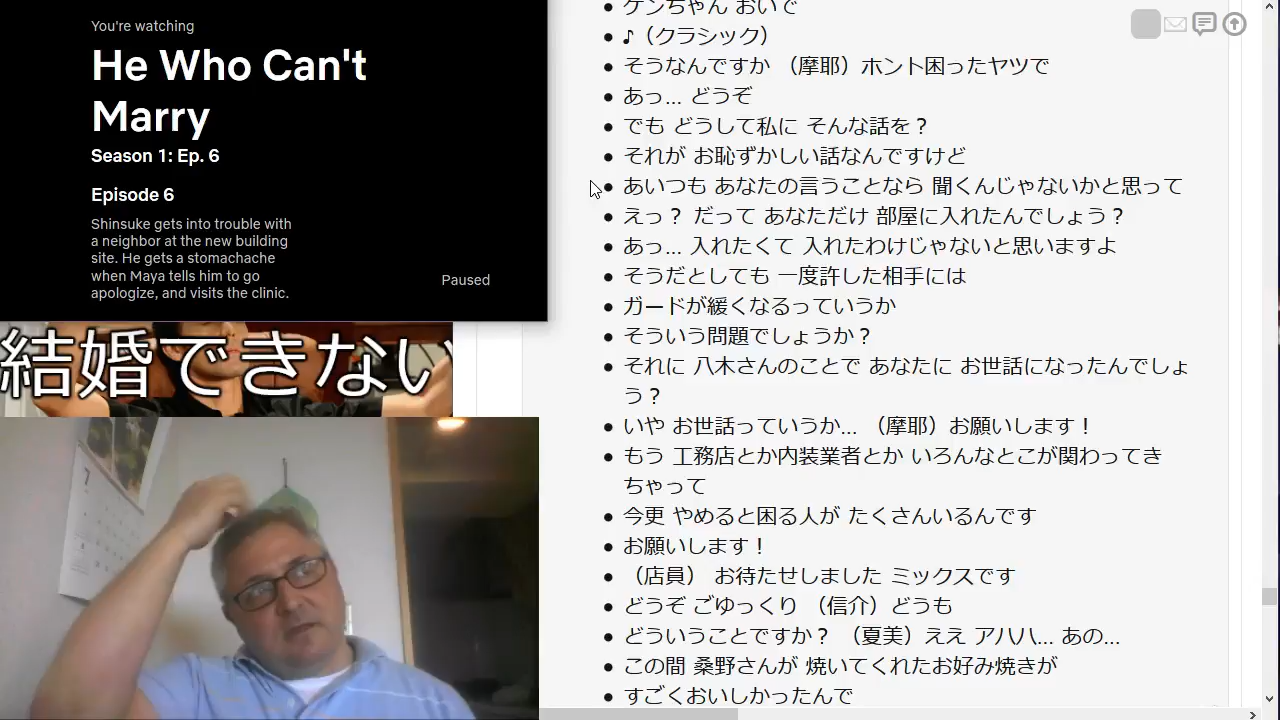 You're watching
He Who Can't
Marry
Season 1: Ep. 6
Episode 6
Shinsuke gets into trouble with
a neighbor at the new building
site. He gets a stomachache
when Maya tells him to go
apologize, and visits the clinic.
Paused
結婚できない
7
ケンちゃん おいで
♪（クラシック）
そうなんですか （摩耶）ホント困ったヤツで
あっ… どうぞ
でも どうして私に そんな話を？
それが お恥ずかしい話なんですけど
あいつも あなたの言うことなら 聞くんじゃないかと思って
えっ？ だって あなただけ 部屋に入れたんでしょう？
あっ… 入れたくて 入れたわけじゃないと思いますよ
そうだとしても 一度許した相手には
ガードが緩くなるっていうか
そういう問題でしょうか？
それに 八木さんのことで あなたに お世話になったんでしょ
う？
いや お世話っていうか… （摩耶）お願いします！
もう 工務店とか内装業者とか いろんなとこが関わってき
ちゃって
今更 やめると困る人が たくさんいるんです
お願いします！
（店員） お待たせしました ミックスです
どうぞ ごゆっくり （信介）どうも
どういうことですか？ （夏美）ええ アハハ… あの…
この間 桑野さんが 焼いてくれたお好み焼きが
すごくおいしかったんで